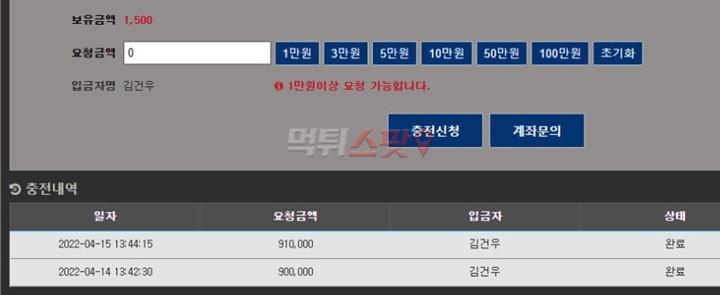 보유금액 1,500
요청금액 0 1만원 3만원 5만원 10만원 50만원 100만원 초기화
입금자명 김건우 1만원이상 요청 가능합니다.
충전신청 계좌문의
먹튀스팟
충전내역
일자 요청금액 입금자 상태
2022-04-15 13:44:15 910,000 김건우 완료
2022-04-14 13:42:30 900,000 김건우 완료